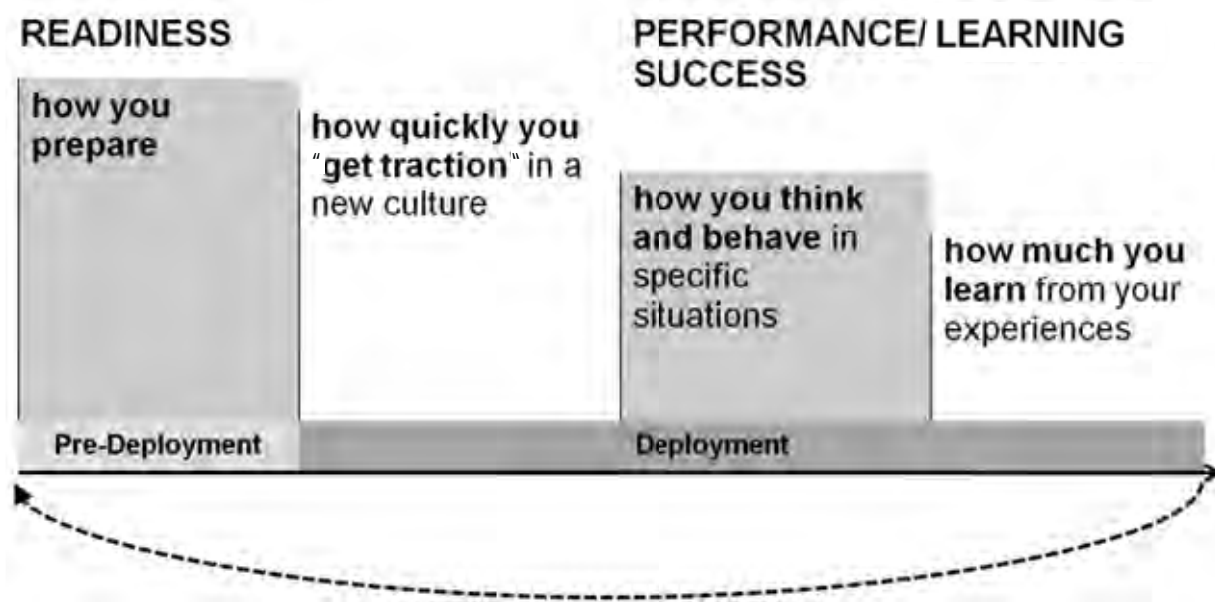 READINESS
how you
prepare
how quickly you
"get traction" in a
new culture
PERFORMANCE/ LEARNING
SUCCESS
how you think
and behave in
specific
situations
how much you
learn from your
experiences
Pre-Deployment
Deployment